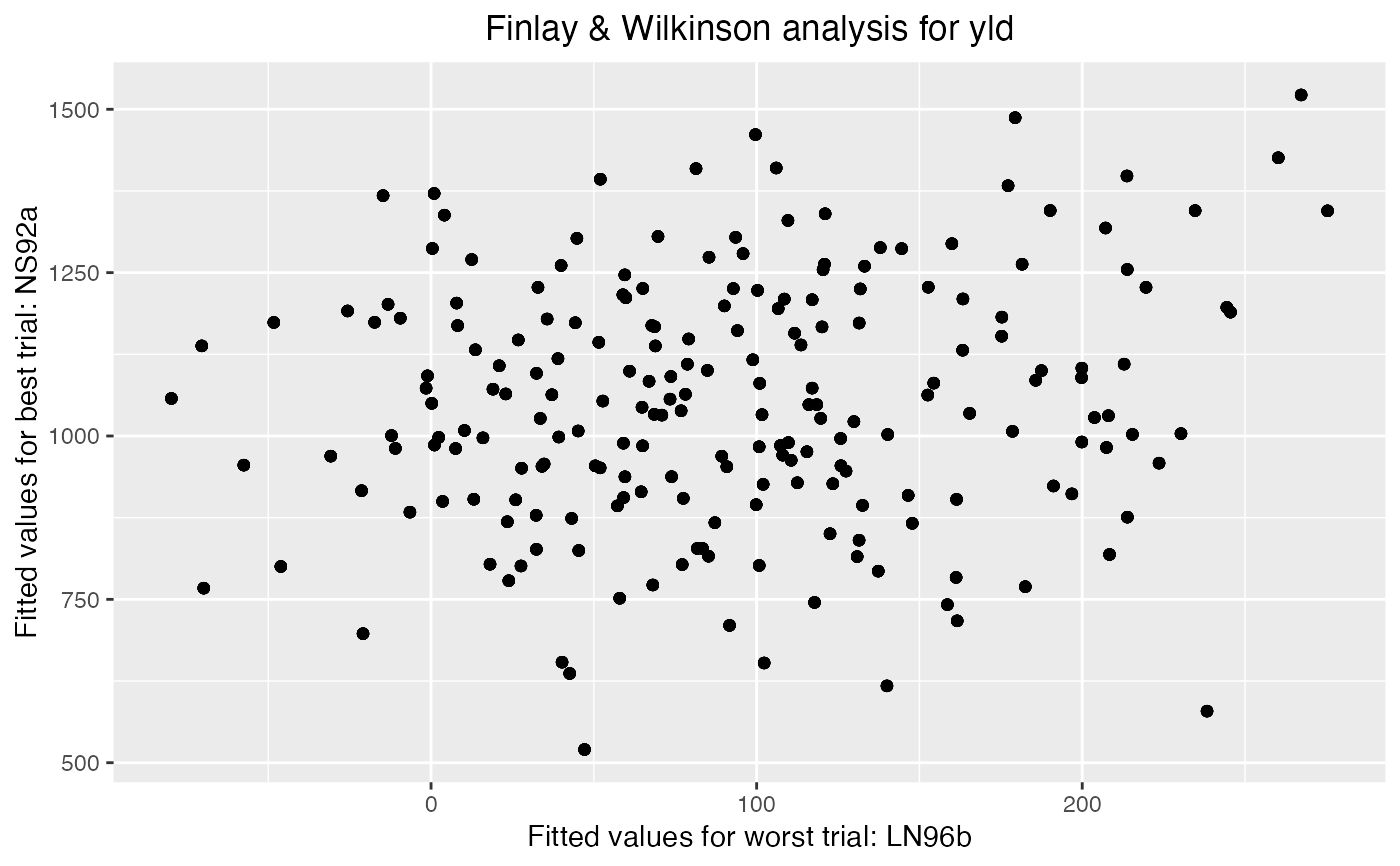 Finlay & Wilkinson analysis for yld
Fitted values for best trial: NS92a
1500
1250
1000
750
500
0 100 200
Fitted values for worst trial: LN96b